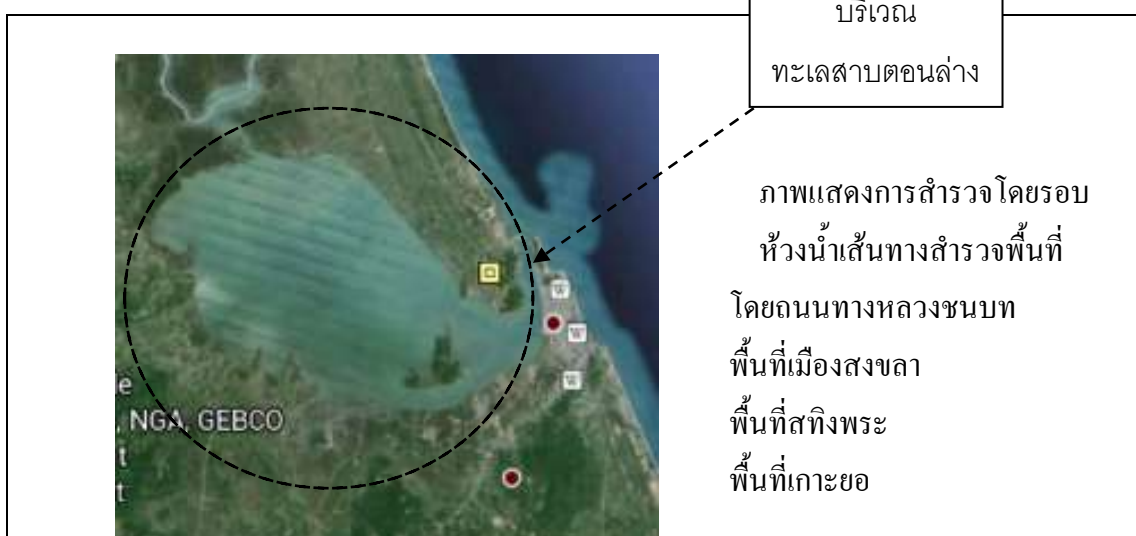 บริเวณ
ทะเลสาบตอนล่าง
ภาพแสดงการสำรวจโดยรอบ
ห้วงน้ำเส้นทางสำรวจพื้นที่
โดยถนนทางหลวงชนบท
พื้นที่เมืองสงขลา
พื้นที่สทิงพระ
พื้นที่เกาะยอ
e
, NGA, GEBCO
t
t